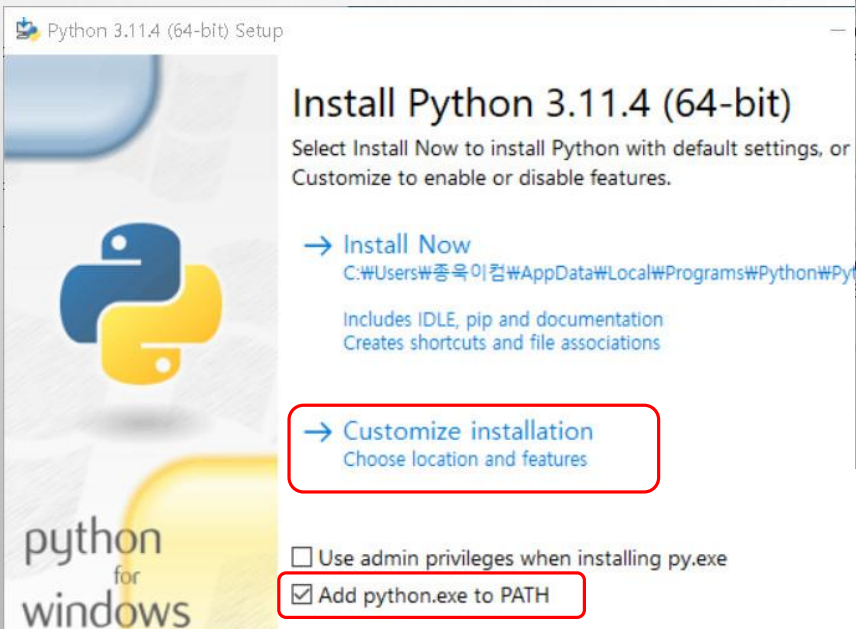 Python 3.11.4 (64-bit) Setup
Install Python 3.11.4 (64-bit)
Select Install Now to install Python with default settings, or
Customize to enable or disable features.
→ Install Now
C:₩Users₩종욱이컴₩AppData₩Local₩Programs₩Python₩Pyt
Includes IDLE, pip and documentation
Creates shortcuts and file associations
→ Customize installation
Choose location and features
Use admin privileges when installing py.exe
Add python.exe to PATH
python
for
windows